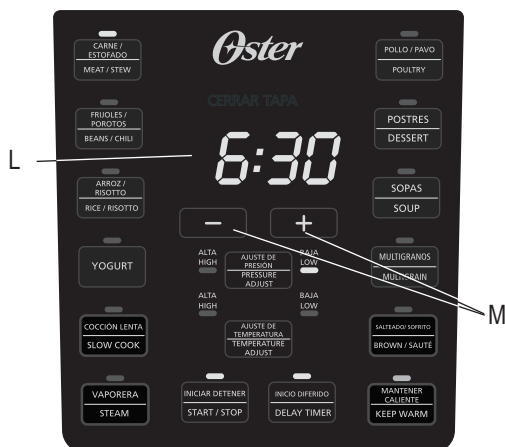 Oster
CERRAR TAPA
6:30
L
M
− +
CARNE /
ESTOFADO
MEAT / STEW
FRIJOLES /
POROTOS
BEANS / CHILI
ARROZ /
RISOTTO
RICE / RISOTTO
YOGURT
COCCIÓN LENTA
SLOW COOK
VAPORERA
STEAM
POLLO / PAVO
POULTRY
POSTRES
DESSERT
SOPAS
SOUP
MULTIGRANOS
MULTIGRAIN
SALTEADO/ SOFRITO
BROWN / SAUTÉ
MANTENER
CALIENTE
KEEP WARM
ALTA
HIGH
AJUSTE DE
PRESIÓN
PRESSURE
ADJUST
BAJA
LOW
ALTA
HIGH
AJUSTE DE
TEMPERATURA
TEMPERATURE
ADJUST
BAJA
LOW
INICIAR DETENER
START / STOP
INICIO DIFERIDO
DELAY TIMER